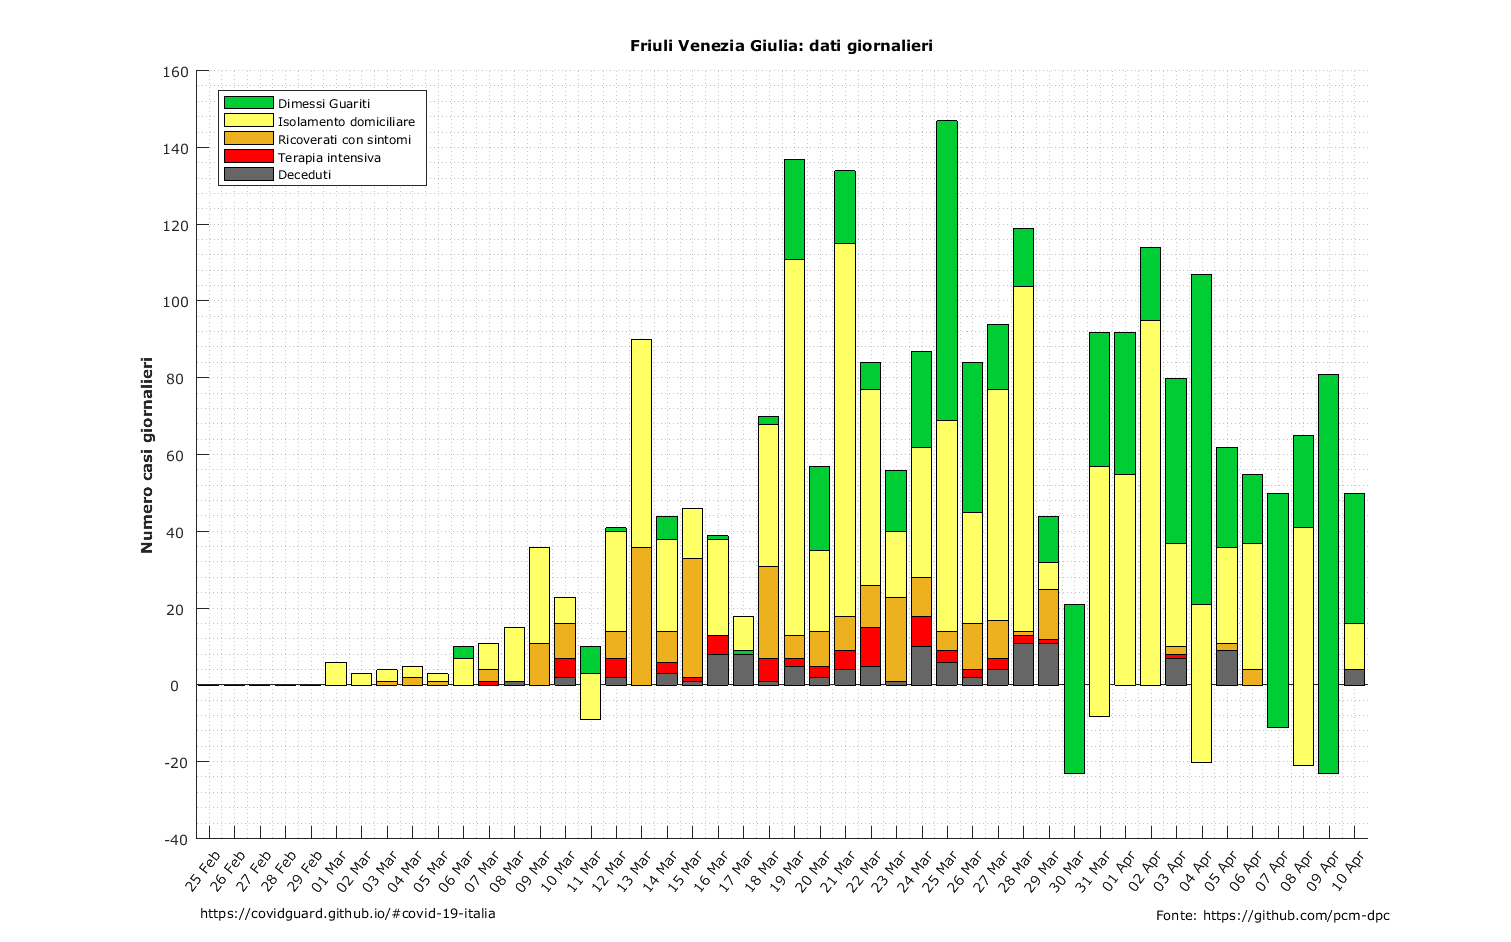 Friuli Venezia Giulia: dati giornalieri
160
140
120
100
80
60
40
20
0
-20
-40
Numero casi giornalieri
Dimessi Guariti
Isolamento domiciliare
Ricoverati con sintomi
Terapia intensiva
Deceduti
25 Feb
26 Feb
27 Feb
28 Feb
29 Feb
01 Mar
02 Mar
03 Mar
04 Mar
05 Mar
06 Mar
07 Mar
08 Mar
09 Mar
10 Mar
11 Mar
12 Mar
13 Mar
14 Mar
15 Mar
16 Mar
17 Mar
18 Mar
19 Mar
20 Mar
21 Mar
22 Mar
23 Mar
24 Mar
25 Mar
26 Mar
27 Mar
28 Mar
29 Mar
30 Mar
31 Mar
01 Apr
02 Apr
03 Apr
04 Apr
05 Apr
06 Apr
07 Apr
08 Apr
09 Apr
10 Apr
https://covidguard.github.io/#covid-19-italia
Fonte: https://github.com/pcm-dpc